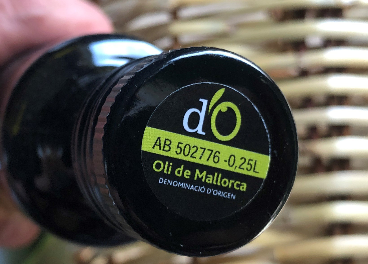 dO
AB 502776 -0,25L
Oli de Mallorca
DENOMINACIÓ D'ORIGEN